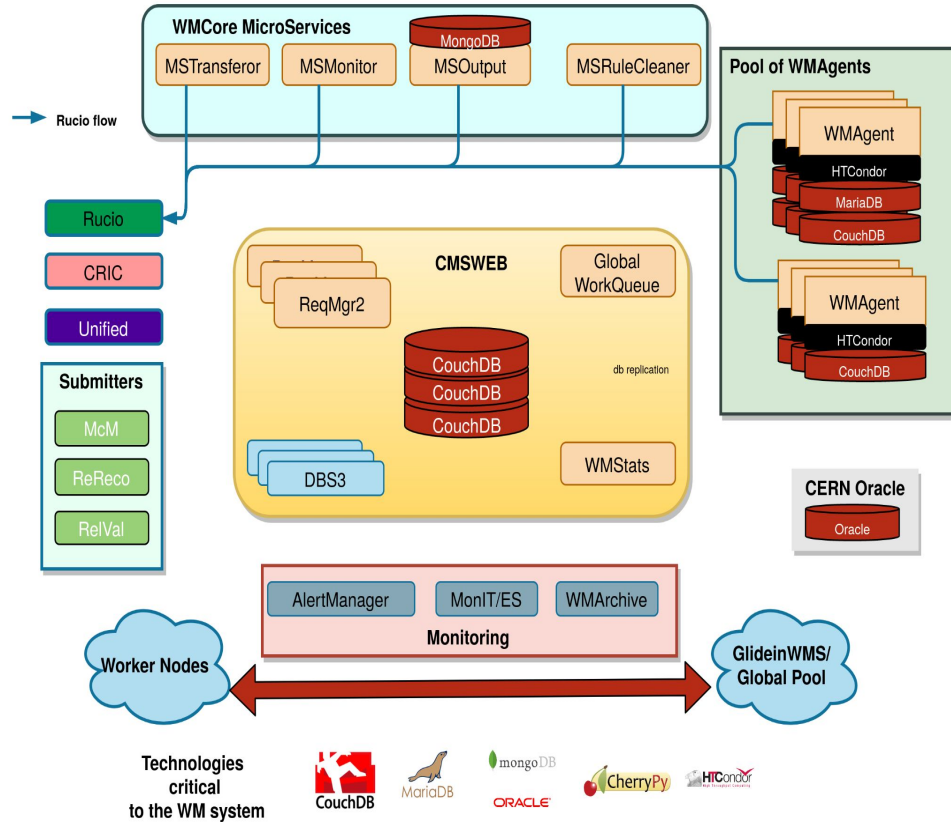 WMCore MicroServices
MongoDB
MSTransferor
MSMonitor
MSOutput
MSRuleCleaner
Rucio flow
Pool of WMAgents
WMAgent
HTCondor
MariaDB
CouchDB
WMAgent
HTCondor
CouchDB
Rucio
CRIC
Unified
Submitters
McM
ReReco
RelVal
CMSWEB
ReqMgr2
Global
WorkQueue
CouchDB
CouchDB
CouchDB
db replication
DBS3
WMStats
CERN Oracle
Oracle
AlertManager
MonIT/ES
WMArchive
Monitoring
Worker Nodes
GlideinWMS/
Global Pool
Technologies
critical
to the WM system
CouchDB
MariaDB
mongoDB
ORACLE
CherryPy
HTCondor
High Throughput Computing